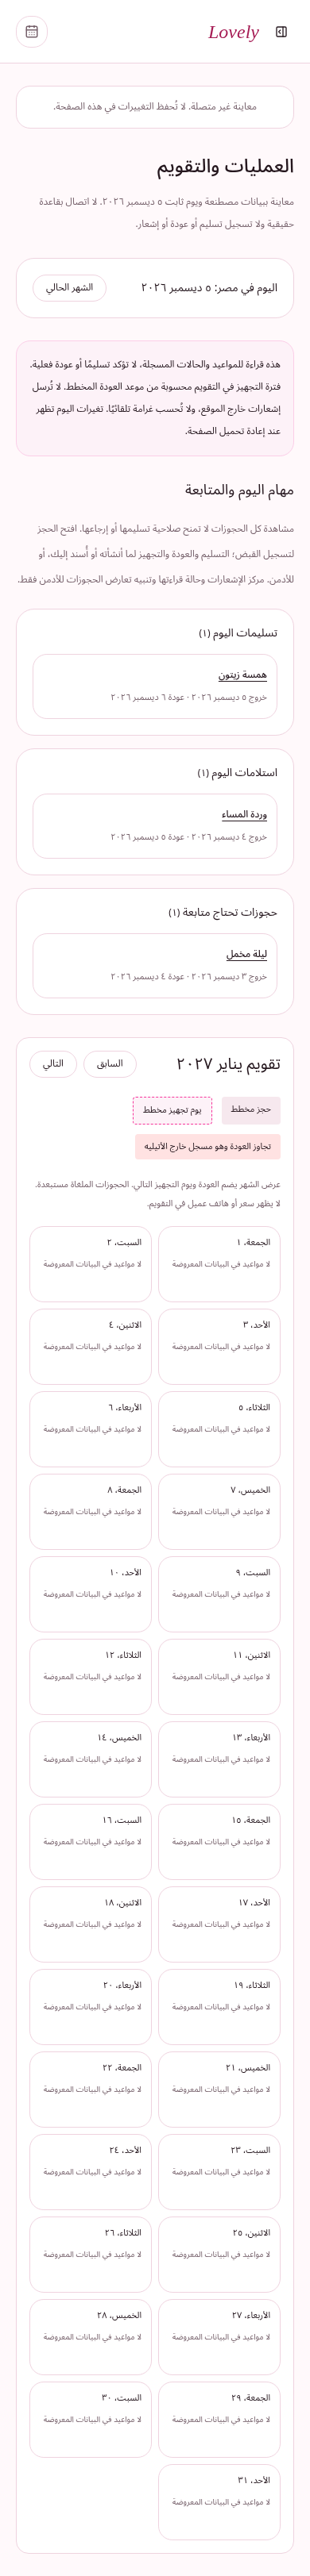 Lovely
معاينة غير متصلة. لا تُحفظ التغييرات في هذه الصفحة.
العمليات والتقويم
معاينة ببيانات مصطنعة ويوم ثابت ٥ ديسمبر ٢٠٢٦. لا اتصال بقاعدة
حقيقية ولا تسجيل تسليم أو عودة أو إشعار.
اليوم في مصر: ٥ ديسمبر ٢٠٢٦
الشهر الحالي
هذه قراءة للمواعيد والحالات المسجلة، لا تؤكد تسليمًا أو عودة فعلية.
فترة التجهيز في التقويم محسوبة من موعد العودة المخطط. لا تُرسل
إشعارات خارج الموقع، ولا تُحسب غرامة تلقائيًا. تغيرات اليوم تظهر
عند إعادة تحميل الصفحة.
مهام اليوم والمتابعة
مشاهدة كل الحجوزات لا تمنح صلاحية تسليمها أو إرجاعها. افتح الحجز
لتسجيل القبض؛ التسليم والعودة والتجهيز لما أنشأته أو أُسند إليك، أو
للأدمن. مركز الإشعارات وحالة قراءتها وتنبيه تعارض الحجوزات للأدمن فقط.
تسليمات اليوم (١)
همسة زيتون
خروج ٥ ديسمبر ٢٠٢٦ · عودة ٦ ديسمبر ٢٠٢٦
استلامات اليوم (١)
وردة المساء
خروج ٤ ديسمبر ٢٠٢٦ · عودة ٥ ديسمبر ٢٠٢٦
حجوزات تحتاج متابعة (١)
ليلة مخمل
خروج ٣ ديسمبر ٢٠٢٦ · عودة ٤ ديسمبر ٢٠٢٦
تقويم يناير ٢٠٢٧
السابق
التالي
حجز مخطط
يوم تجهيز مخطط
تجاوز العودة وهو مسجل خارج الأتيليه
عرض الشهر يضم العودة ويوم التجهيز التالي. الحجوزات الملغاة مستبعدة.
لا يظهر سعر أو هاتف عميل في التقويم.
الجمعة، ١
لا مواعيد في البيانات المعروضة
السبت، ٢
لا مواعيد في البيانات المعروضة
الأحد، ٣
لا مواعيد في البيانات المعروضة
الاثنين، ٤
لا مواعيد في البيانات المعروضة
الثلاثاء، ٥
لا مواعيد في البيانات المعروضة
الأربعاء، ٦
لا مواعيد في البيانات المعروضة
الخميس، ٧
لا مواعيد في البيانات المعروضة
الجمعة، ٨
لا مواعيد في البيانات المعروضة
السبت، ٩
لا مواعيد في البيانات المعروضة
الأحد، ١٠
لا مواعيد في البيانات المعروضة
الاثنين، ١١
لا مواعيد في البيانات المعروضة
الثلاثاء، ١٢
لا مواعيد في البيانات المعروضة
الأربعاء، ١٣
لا مواعيد في البيانات المعروضة
الخميس، ١٤
لا مواعيد في البيانات المعروضة
الجمعة، ١٥
لا مواعيد في البيانات المعروضة
السبت، ١٦
لا مواعيد في البيانات المعروضة
الأحد، ١٧
لا مواعيد في البيانات المعروضة
الاثنين، ١٨
لا مواعيد في البيانات المعروضة
الثلاثاء، ١٩
لا مواعيد في البيانات المعروضة
الأربعاء، ٢٠
لا مواعيد في البيانات المعروضة
الخميس، ٢١
لا مواعيد في البيانات المعروضة
الجمعة، ٢٢
لا مواعيد في البيانات المعروضة
السبت، ٢٣
لا مواعيد في البيانات المعروضة
الأحد، ٢٤
لا مواعيد في البيانات المعروضة
الاثنين، ٢٥
لا مواعيد في البيانات المعروضة
الثلاثاء، ٢٦
لا مواعيد في البيانات المعروضة
الأربعاء، ٢٧
لا مواعيد في البيانات المعروضة
الخميس، ٢٨
لا مواعيد في البيانات المعروضة
الجمعة، ٢٩
لا مواعيد في البيانات المعروضة
السبت، ٣٠
لا مواعيد في البيانات المعروضة
الأحد، ٣١
لا مواعيد في البيانات المعروضة